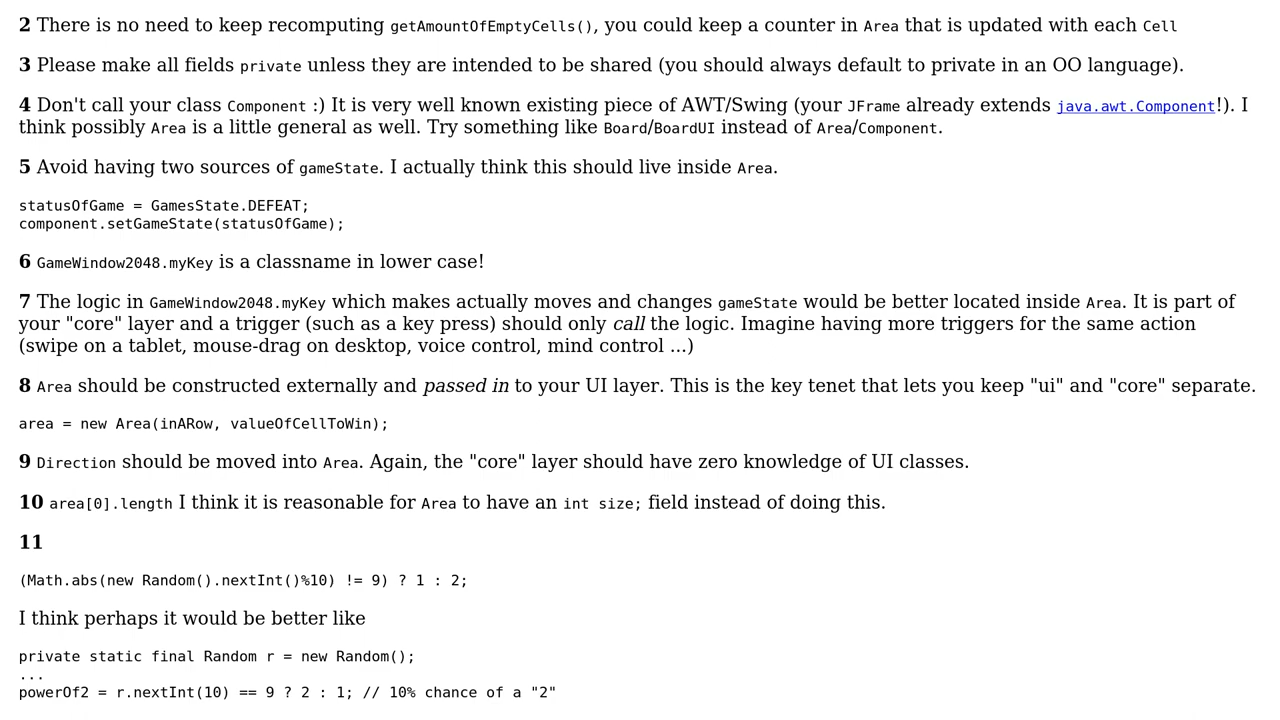 2 There is no need to keep recomputing getAmountOfEmptyCells(), you could keep a counter in Area that is updated with each Cell
3 Please make all fields private unless they are intended to be shared (you should always default to private in an OO language).
4 Don't call your class Component :) It is very well known existing piece of AWT/Swing (your JFrame already extends java.awt.Component!). I
think possibly Area is a little general as well. Try something like Board/BoardUI instead of Area/Component.
5 Avoid having two sources of gameState. I actually think this should live inside Area.
statusOfGame = GamesState.DEFEAT;
component.setGameState(statusOfGame);
6 GameWindow2048.myKey is a classname in lower case!
7 The logic in GameWindow2048.myKey which makes actually moves and changes gameState would be better located inside Area. It is part of
your "core" layer and a trigger (such as a key press) should only call the logic. Imagine having more triggers for the same action
(swipe on a tablet, mouse-drag on desktop, voice control, mind control ...)
8 Area should be constructed externally and passed in to your UI layer. This is the key tenet that lets you keep "ui" and "core" separate.
area = new Area(inARow, valueOfCellToWin);
9 Direction should be moved into Area. Again, the "core" layer should have zero knowledge of UI classes.
10 area[0].length I think it is reasonable for Area to have an int size; field instead of doing this.
11
(Math.abs(new Random().nextInt()%10) != 9) ? 1 : 2;
I think perhaps it would be better like
private static final Random r = new Random();
...
powerOf2 = r.nextInt(10) == 9 ? 2 : 1; // 10% chance of a "2"